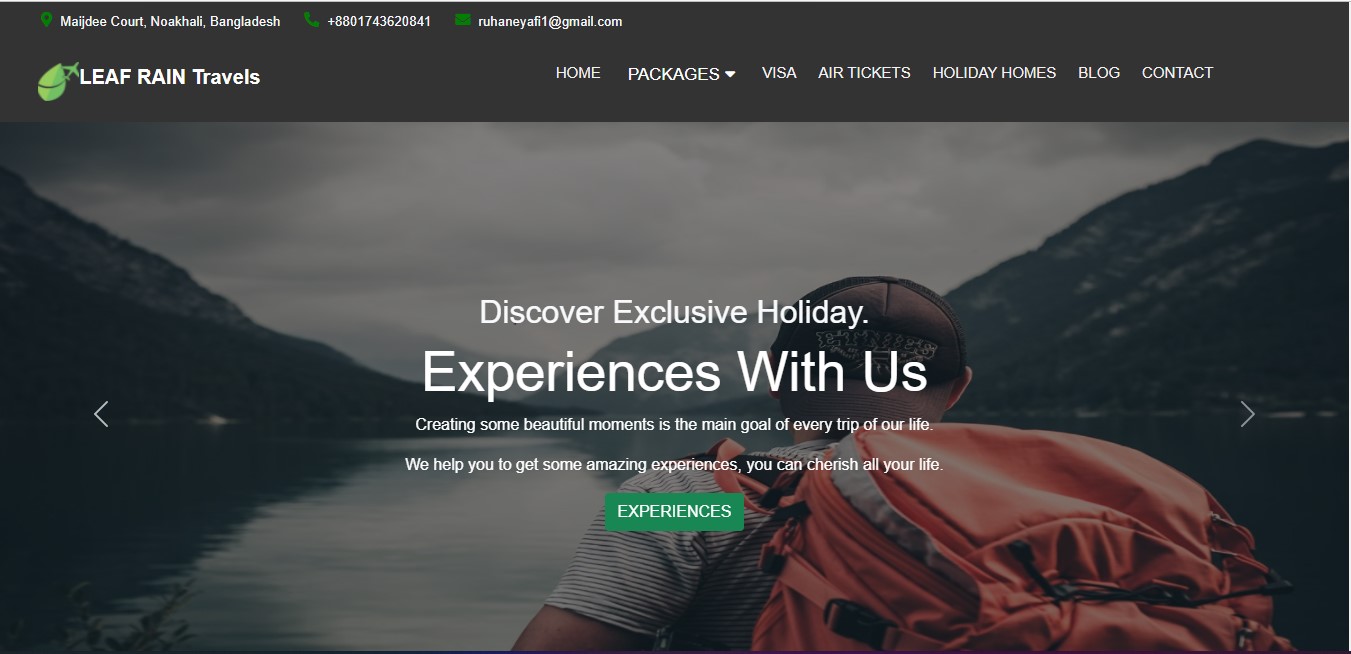 Maijdee Court, Noakhali, Bangladesh +8801743620841 ruhaneyafi1@gmail.com
LEAF RAIN Travels HOME PACKAGES VISA AIR TICKETS HOLIDAY HOMES BLOG CONTACT
Discover Exclusive Holiday.
Experiences With Us
Creating some beautiful moments is the main goal of every trip of our life.
We help you to get some amazing experiences, you can cherish all your life.
EXPERIENCES